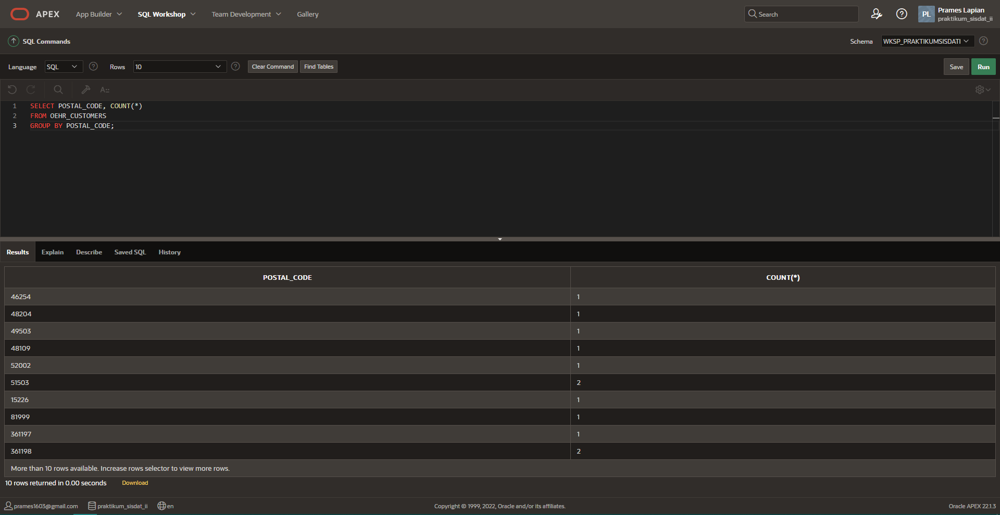 APEX App Builder SQL Workshop Team Development Gallery Search PL Prames Lapian
praktikum_sisdat_ii
SQL Commands Schema WKSP_PRAKTIKUMSISDATI
Language SQL Rows 10 Clear Command Find Tables Save Run
1 SELECT POSTAL_CODE, COUNT(*)
2 FROM OEHR_CUSTOMERS
3 GROUP BY POSTAL_CODE;
Results Explain Describe Saved SQL History
POSTAL_CODE COUNT(*)
46254 1
48204 1
49503 1
48109 1
52002 1
51503 2
15226 1
81999 1
361197 1
361198 2
More than 10 rows available. Increase rows selector to view more rows.
10 rows returned in 0.00 seconds Download
prames1603@gmail.com praktikum_sisdat_ii en Copyright © 1999, 2022, Oracle and/or its affiliates. Oracle APEX 22.1.3